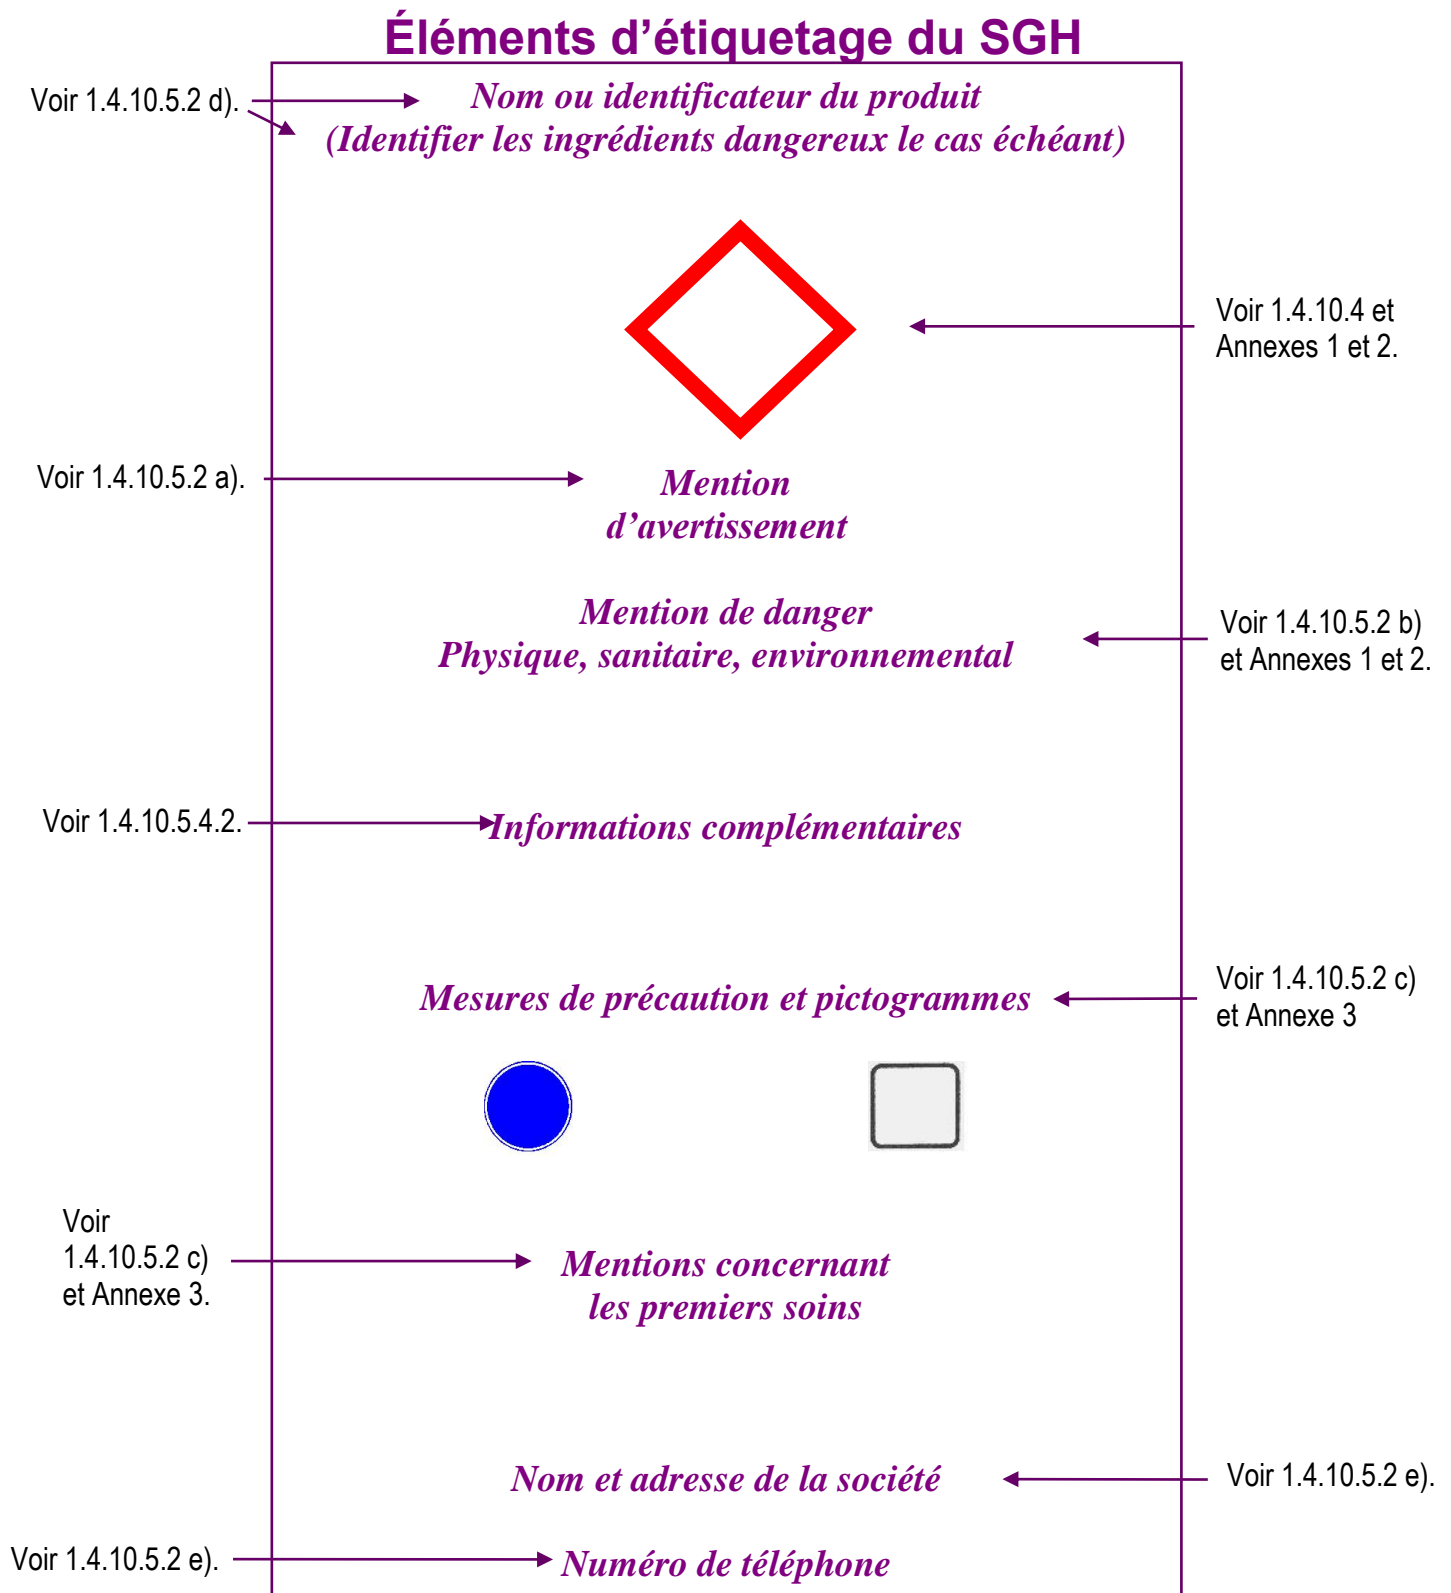 Éléments d’étiquetage du SGH
Voir 1.4.10.5.2 d).
Nom ou identificateur du produit
(Identifier les ingrédients dangereux le cas échéant)
Voir 1.4.10.4 et
Annexes 1 et 2.
Voir 1.4.10.5.2 a).
Mention
d’avertissement
Mention de danger
Physique, sanitaire, environnemental
Voir 1.4.10.5.2 b)
et Annexes 1 et 2.
Voir 1.4.10.5.4.2.
Informations complémentaires
Mesures de précaution et pictogrammes
Voir 1.4.10.5.2 c)
et Annexe 3
Voir
1.4.10.5.2 c)
et Annexe 3.
Mentions concernant
les premiers soins
Nom et adresse de la société
Voir 1.4.10.5.2 e).
Voir 1.4.10.5.2 e).
Numéro de téléphone